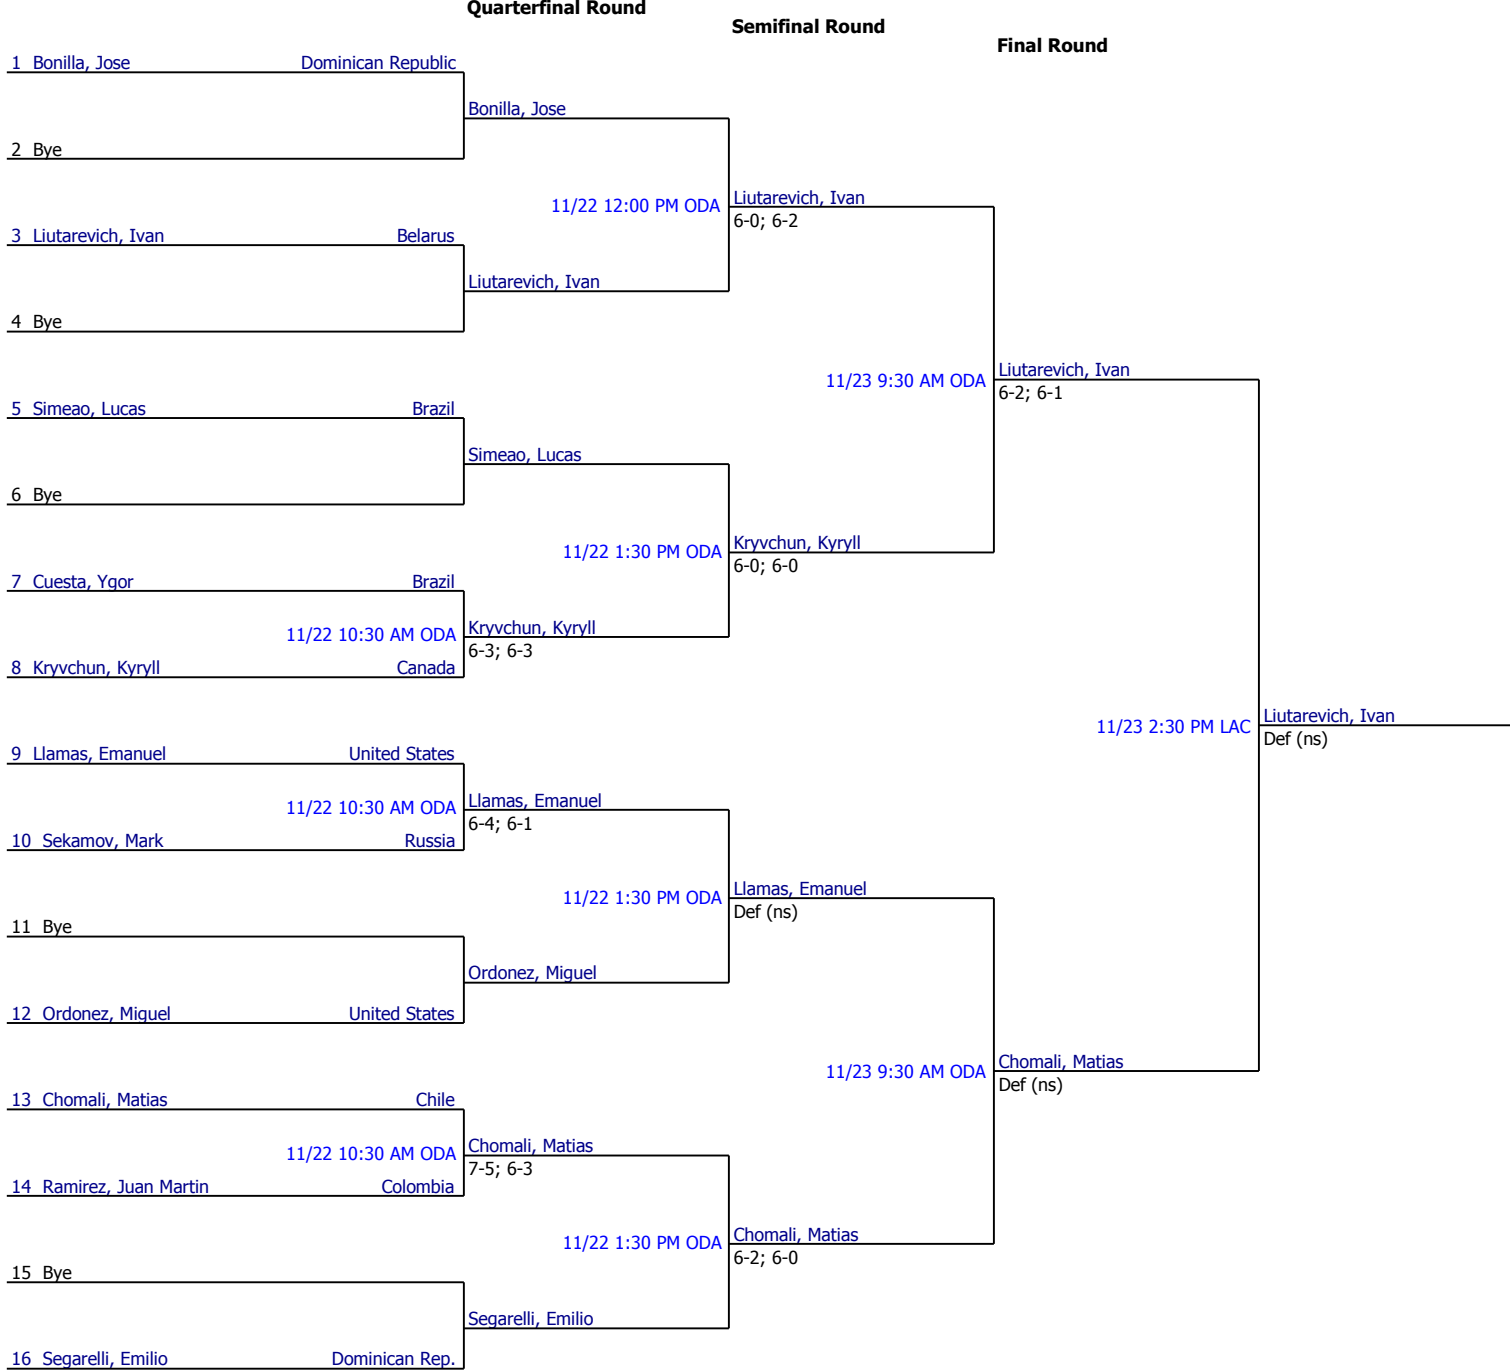 Quarterfinal Round
Semifinal Round
Final Round
1 Bonilla, Jose Dominican Republic
Bonilla, Jose
2 Bye
11/22 12:00 PM ODA Liutarevich, Ivan
6-0; 6-2
3 Liutarevich, Ivan Belarus
Liutarevich, Ivan
4 Bye
11/23 9:30 AM ODA Liutarevich, Ivan
6-2; 6-1
5 Simeao, Lucas Brazil
Simeao, Lucas
6 Bye
11/22 1:30 PM ODA Kryvchun, Kyryll
6-0; 6-0
7 Cuesta, Ygor Brazil
11/22 10:30 AM ODA Kryvchun, Kyryll
6-3; 6-3
8 Kryvchun, Kyryll Canada
11/23 2:30 PM LAC Liutarevich, Ivan
Def (ns)
9 Llamas, Emanuel United States
11/22 10:30 AM ODA Llamas, Emanuel
6-4; 6-1
10 Sekamov, Mark Russia
11/22 1:30 PM ODA Llamas, Emanuel
Def (ns)
11 Bye
Ordonez, Miguel
12 Ordonez, Miguel United States
11/23 9:30 AM ODA Chomali, Matias
Def (ns)
13 Chomali, Matias Chile
11/22 10:30 AM ODA Chomali, Matias
7-5; 6-3
14 Ramirez, Juan Martin Colombia
11/22 1:30 PM ODA Chomali, Matias
6-2; 6-0
15 Bye
Segarelli, Emilio
16 Segarelli, Emilio Dominican Rep.